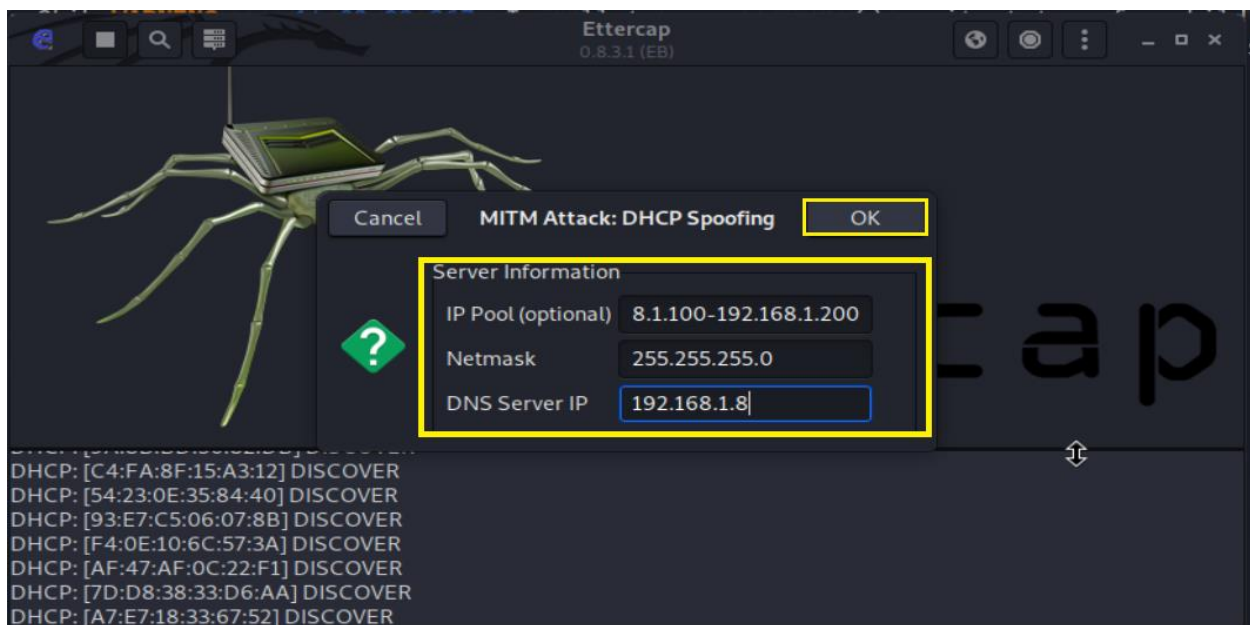 Ettercap
0.8.3.1 (EB)
Cancel
MITM Attack: DHCP Spoofing
OK
Server Information
IP Pool (optional) 8.1.100-192.168.1.200
Netmask 255.255.255.0
DNS Server IP 192.168.1.8
cap
DHCP: [C4:FA:8F:15:A3:12] DISCOVER
DHCP: [54:23:0E:35:84:40] DISCOVER
DHCP: [93:E7:C5:06:07:8B] DISCOVER
DHCP: [F4:0E:10:6C:57:3A] DISCOVER
DHCP: [AF:47:AF:0C:22:F1] DISCOVER
DHCP: [7D:D8:38:33:D6:AA] DISCOVER
DHCP: [A7:E7:18:33:67:52] DISCOVER